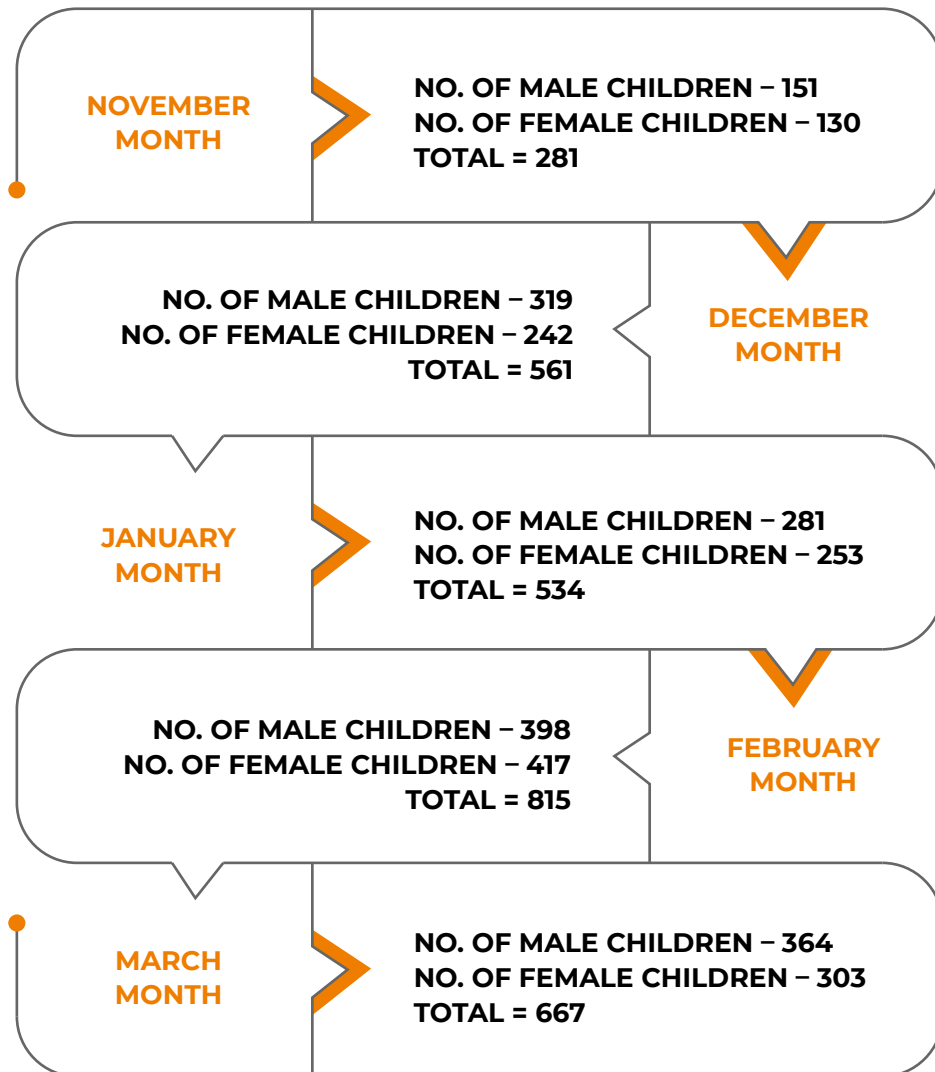 NOVEMBER
MONTH
NO. OF MALE CHILDREN – 151
NO. OF FEMALE CHILDREN – 130
TOTAL = 281
DECEMBER
MONTH
NO. OF MALE CHILDREN – 319
NO. OF FEMALE CHILDREN – 242
TOTAL = 561
JANUARY
MONTH
NO. OF MALE CHILDREN – 281
NO. OF FEMALE CHILDREN – 253
TOTAL = 534
FEBRUARY
MONTH
NO. OF MALE CHILDREN – 398
NO. OF FEMALE CHILDREN – 417
TOTAL = 815
MARCH
MONTH
NO. OF MALE CHILDREN – 364
NO. OF FEMALE CHILDREN – 303
TOTAL = 667